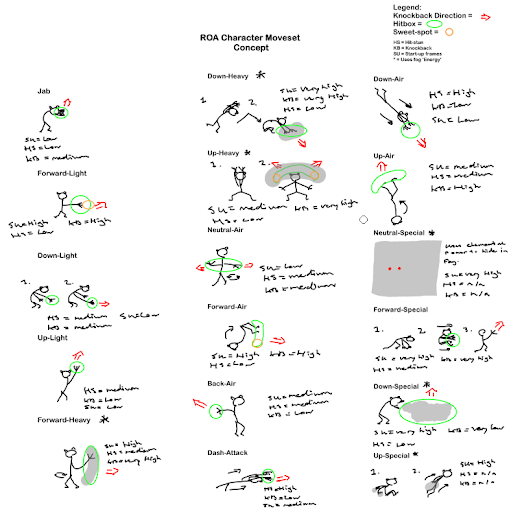 ROA Character Moveset
Concept
Legend:
Knockback Direction =
Hitbox =
Sweet-spot =
HS = Hit-stun
KB = Knockback
SU = Start-up frames
* = Uses fog 'Energy'
Jab
SU = Low
HS = Low
KB = medium
Forward-Light
SU = High KB = High
HS = Low
Down-Light
1. 2.
HS = medium SU = Low
KB = medium
Up-Light
HS = medium
KB = Low
SU = Low
Forward-Heavy *
SU = High
HS = medium
KB = very High
Down-Heavy *
1. 2.
SU = Very High
KB = very High
HS = Low
Up-Heavy *
1. 2.
SU = medium KB = very high
HS = Low
Neutral-Air
SU = Low
HS = medium
KB = medium
Forward-Air
SU = High KB = High
HS = Low
Back-Air
SU = medium
HS = medium
KB = Low
Dash-Attack
HS = High
KB = Low
SU = medium
Down-Air
HS = High
KB = Low
SU = Low
Up-Air
SU = medium
HS = medium
KB = High
Neutral-Special *
Uses elemental
power to hide in
fog.
SU = very High
HS = n/a
KB = n/a
Forward-Special
1. 2. 3.
SU = very high KB = very high
HS = medium
Down-Special *
SU = very high KB = very low
HS = Low
Up-Special *
1. 2.
SU = High
HS = n/a
KB = n/a